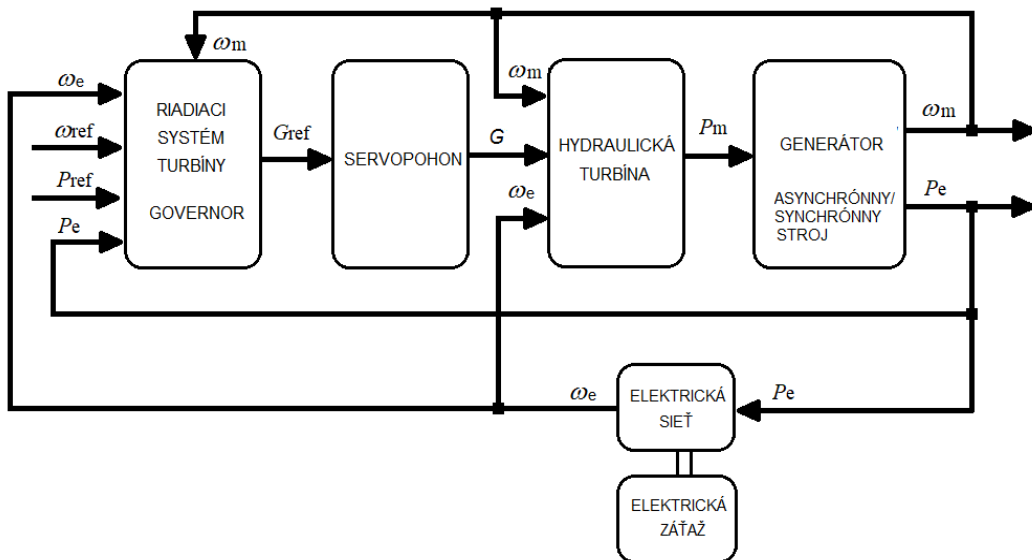 ωm
ωe
ωref
Pref
Pe
RIADIACI
SYSTÉM
TURBÍNY
GOVERNOR
Gref
SERVOPOHON
G
ωm
ωe
HYDRAULICKÁ
TURBÍNA
Pm
GENERÁTOR
ASYNCHRÓNNY/
SYNCHRÓNNY
STROJ
ωm
Pe
ωe
ELEKTRICKÁ
SIEŤ
Pe
ELEKTRICKÁ
ZÁŤAŽ